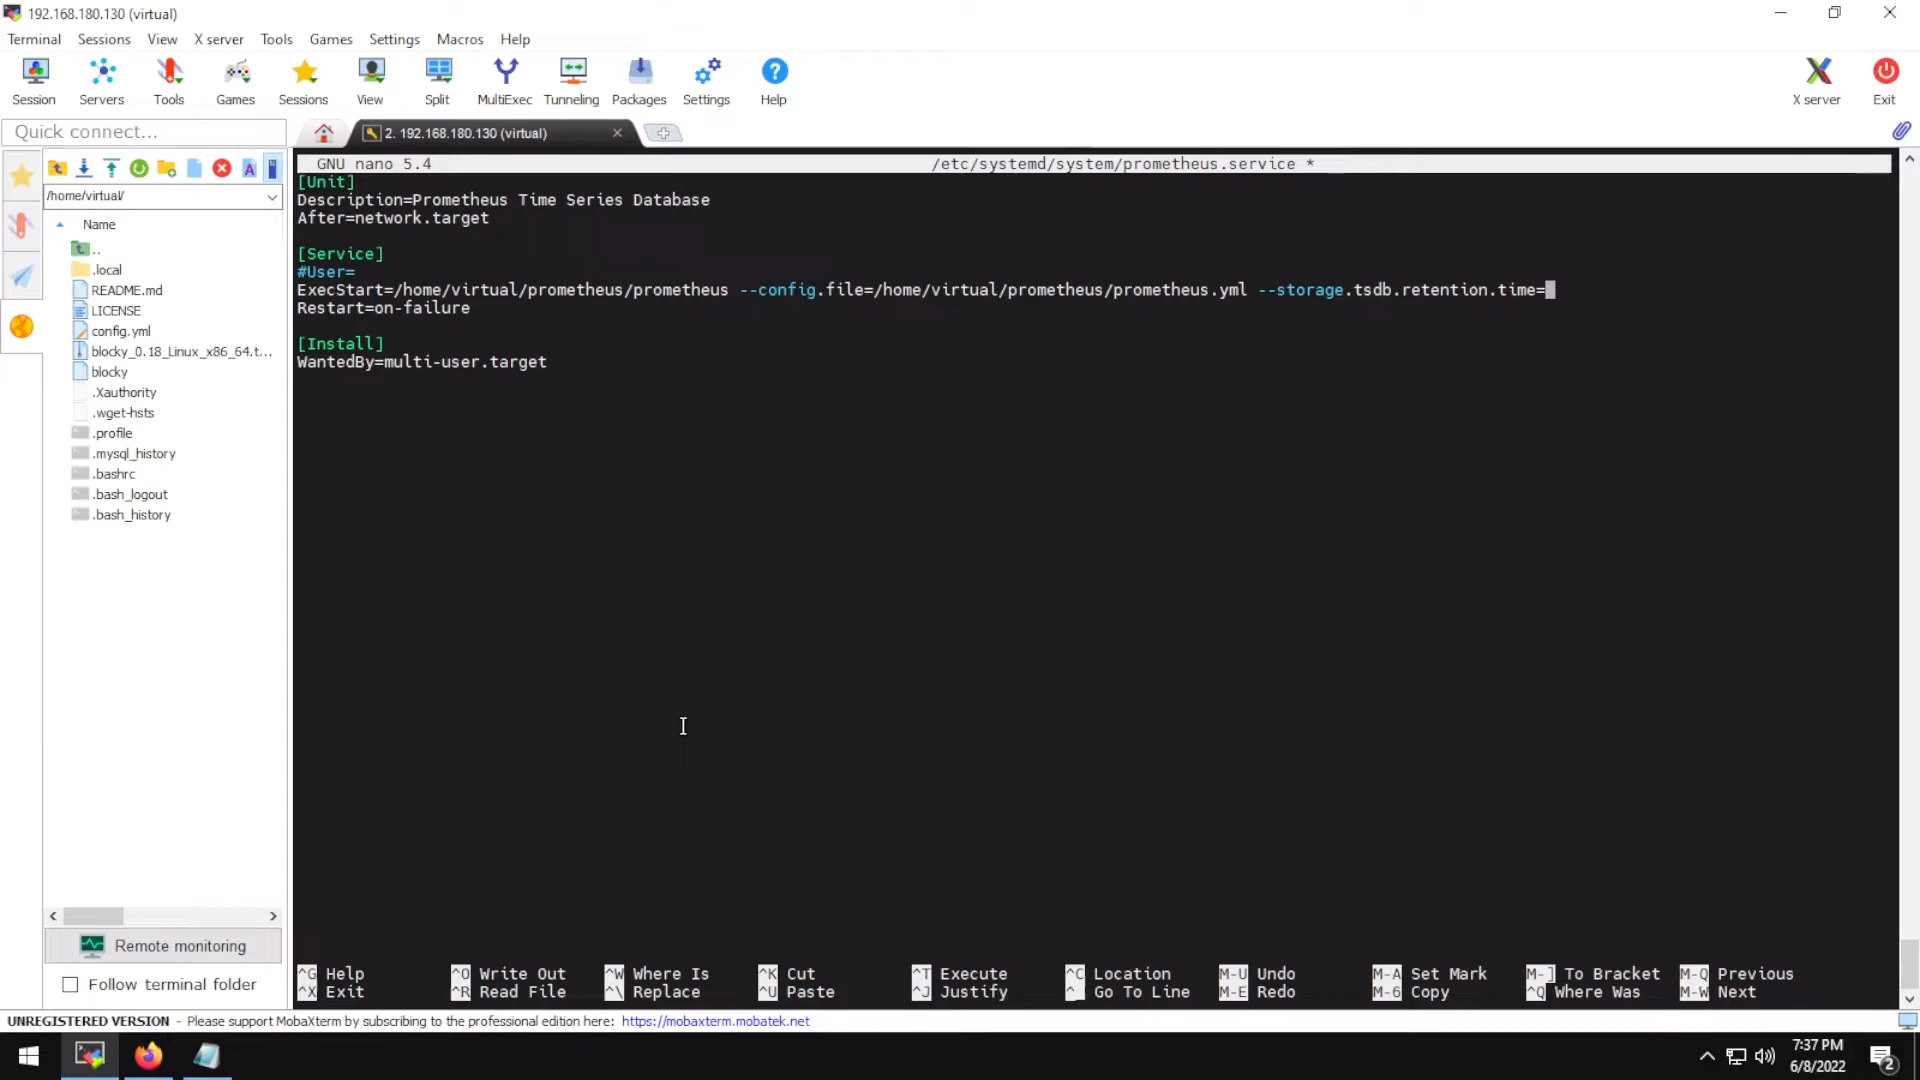 192.168.180.130 (virtual)
Terminal Sessions View X server Tools Games Settings Macros Help
Session Servers Tools Games Sessions View Split MultiExec Tunneling Packages Settings Help X server Exit
Quick connect...
2. 192.168.180.130 (virtual)
/home/virtual/
Name
..
.local
README.md
LICENSE
config.yml
blocky_0.18_Linux_x86_64.t...
blocky
.Xauthority
.wget-hsts
.profile
.mysql_history
.bashrc
.bash_logout
.bash_history
Remote monitoring
Follow terminal folder
GNU nano 5.4 /etc/systemd/system/prometheus.service *
[Unit]
Description=Prometheus Time Series Database
After=network.target
[Service]
#User=
ExecStart=/home/virtual/prometheus/prometheus --config.file=/home/virtual/prometheus/prometheus.yml --storage.tsdb.retention.time=
Restart=on-failure
[Install]
WantedBy=multi-user.target
^G Help ^O Write Out ^W Where Is ^K Cut ^T Execute ^C Location M-U Undo M-A Set Mark M-] To Bracket M-Q Previous
^X Exit ^R Read File ^\ Replace ^U Paste ^J Justify ^_ Go To Line M-E Redo M-6 Copy ^Q Where Was M-W Next
UNREGISTERED VERSION - Please support MobaXterm by subscribing to the professional edition here: https://mobaxterm.mobatek.net
7:37 PM
6/8/2022
2